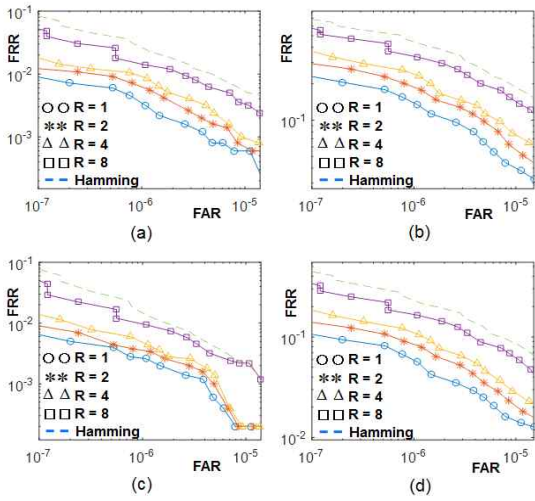 10-1
FRR
10-2
10-3
R = 1
R = 2
R = 4
R = 8
Hamming
10-7 10-6 10-5
FAR
(a)
FRR
10-1
R = 1
R = 2
R = 4
R = 8
Hamming
10-7 10-6 10-5
FAR
(b)
10-1
FRR
10-2
10-3
R = 1
R = 2
R = 4
R = 8
Hamming
10-7 10-6 10-5
FAR
(c)
FRR
10-1
10-2
R = 1
R = 2
R = 4
R = 8
Hamming
10-7 10-6 10-5
FAR
(d)